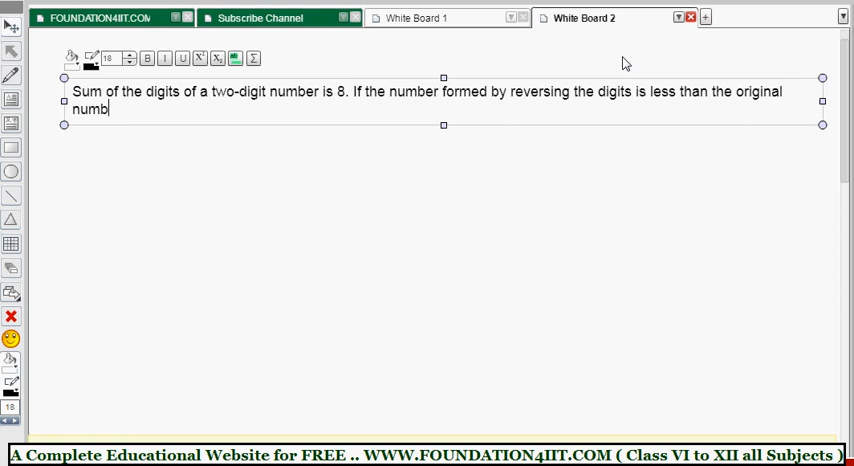 FOUNDATION4IIT.COM
Subscribe Channel
White Board 1
White Board 2
18
B I U X² X₂ Σ
Sum of the digits of a two-digit number is 8. If the number formed by reversing the digits is less than the original
numb
18
A Complete Educational Website for FREE .. WWW.FOUNDATION4IIT.COM ( Class VI to XII all Subjects )